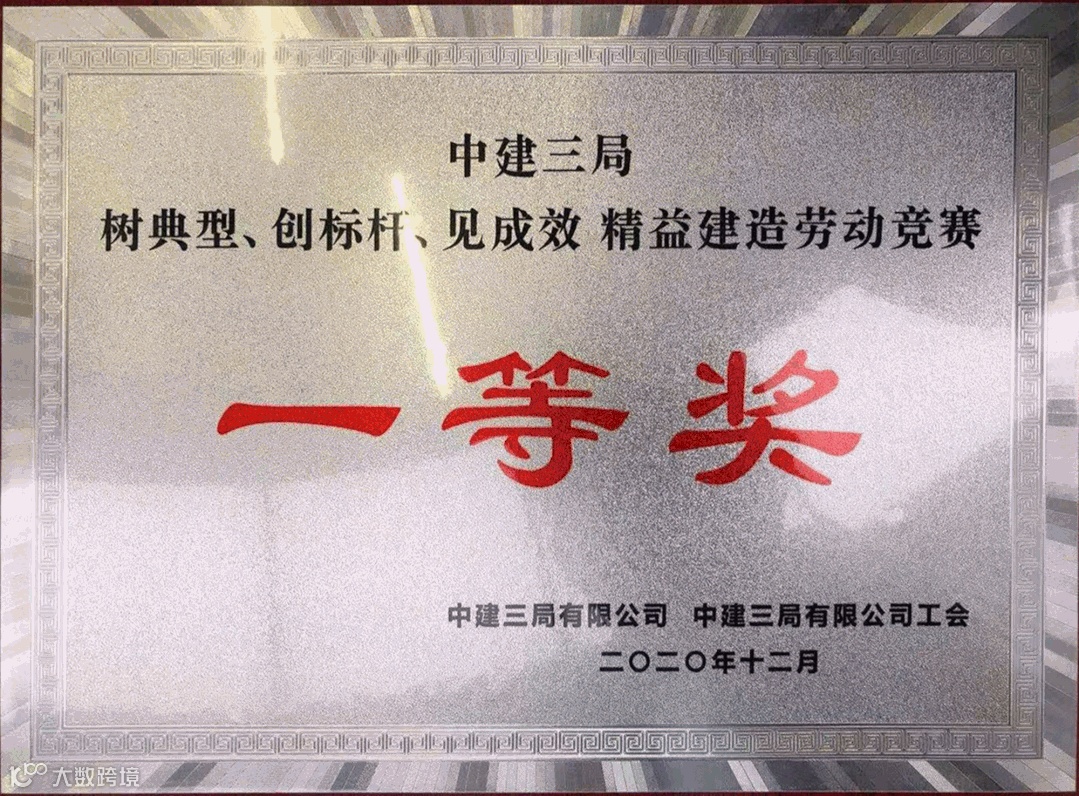 中建三局
树典型、创标杆、见成效 精益建造劳动竞赛
一等奖
中建三局有限公司 中建三局有限公司工会
二〇二〇年十二月
大数跨境